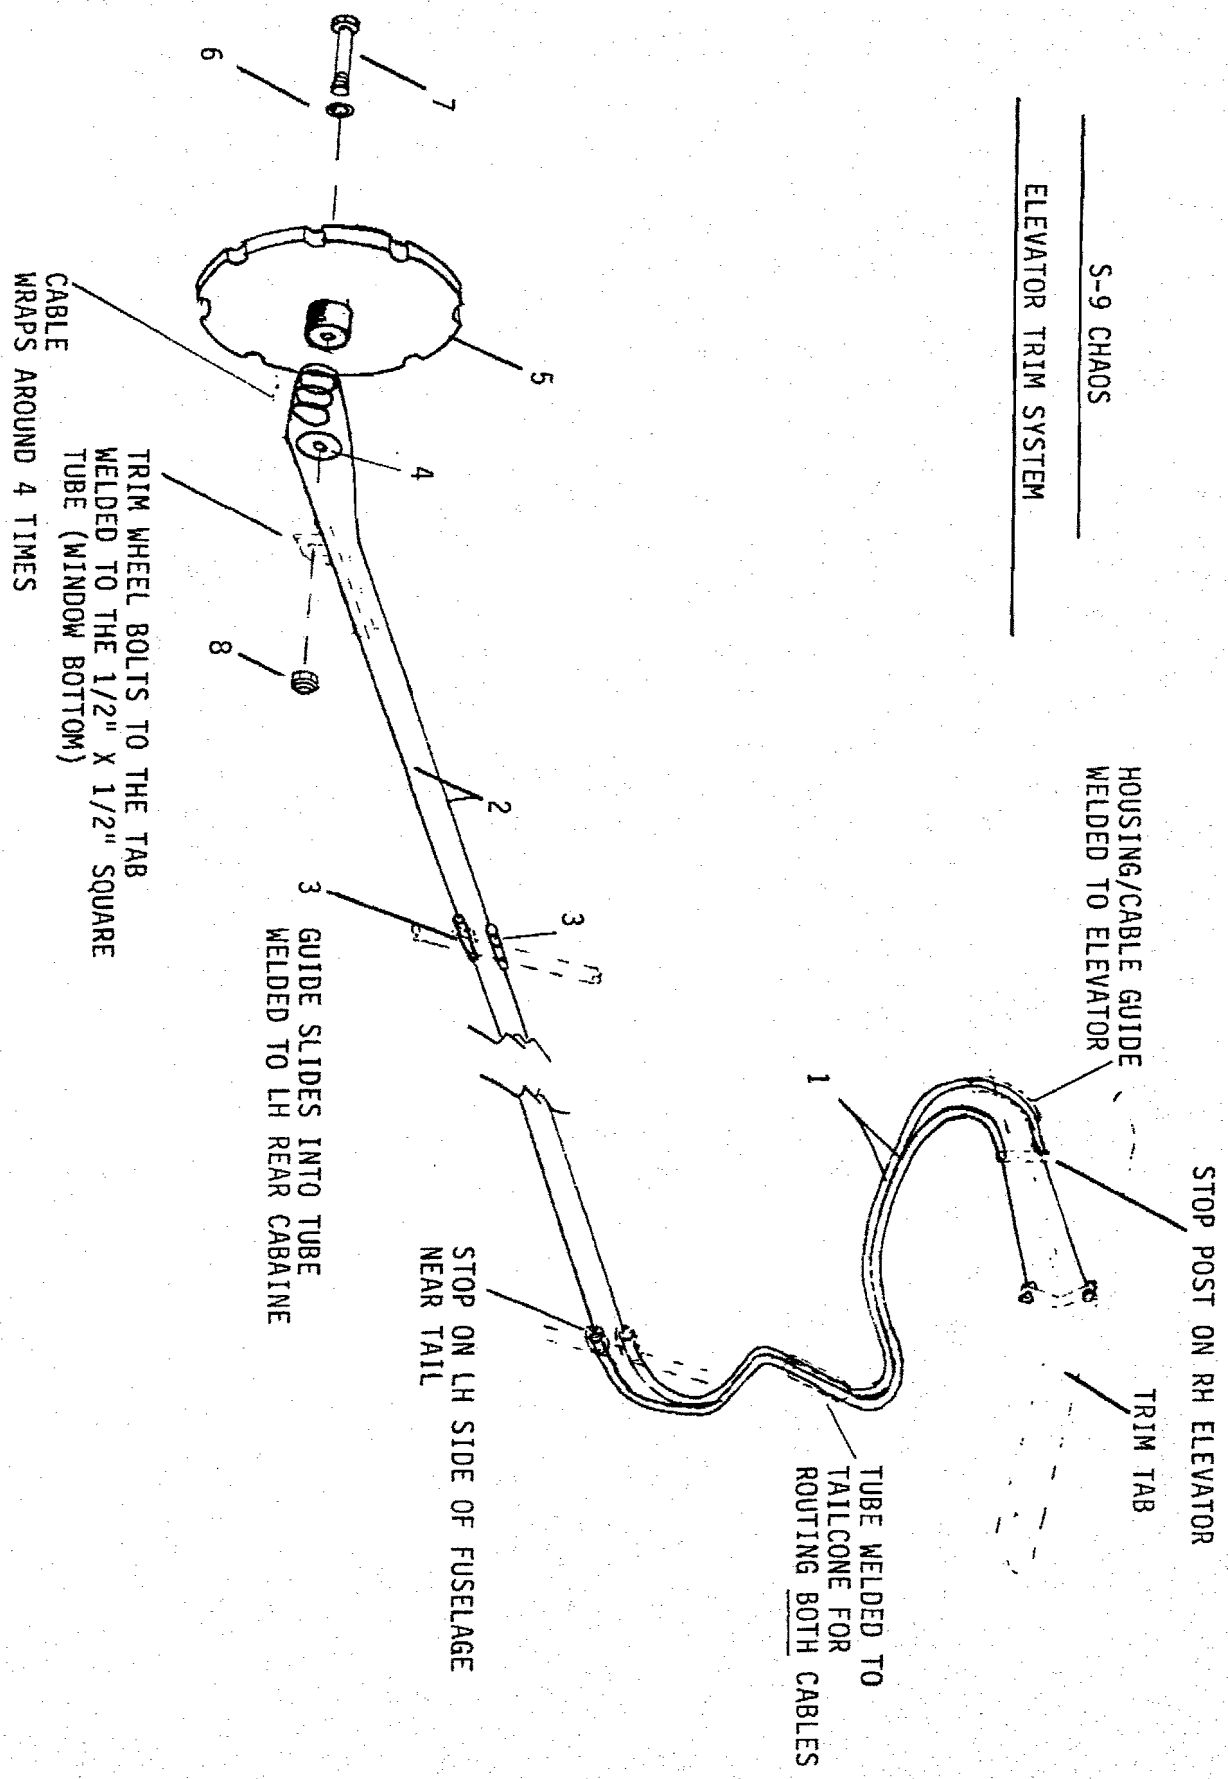 S-9 CHAOS
ELEVATOR TRIM SYSTEM
STOP POST ON RH ELEVATOR
TRIM TAB
HOUSING/CABLE GUIDE
WELDED TO ELEVATOR
1
TUBE WELDED TO
TAILCONE FOR
ROUTING BOTH CABLES
7
6
5
4
3
2
3
STOP ON LH SIDE OF FUSELAGE
NEAR TAIL
GUIDE SLIDES INTO TUBE
WELDED TO LH REAR CABAINE
8
TRIM WHEEL BOLTS TO THE TAB
WELDED TO THE 1/2" X 1/2" SQUARE
TUBE (WINDOW BOTTOM)
CABLE
WRAPS AROUND 4 TIMES